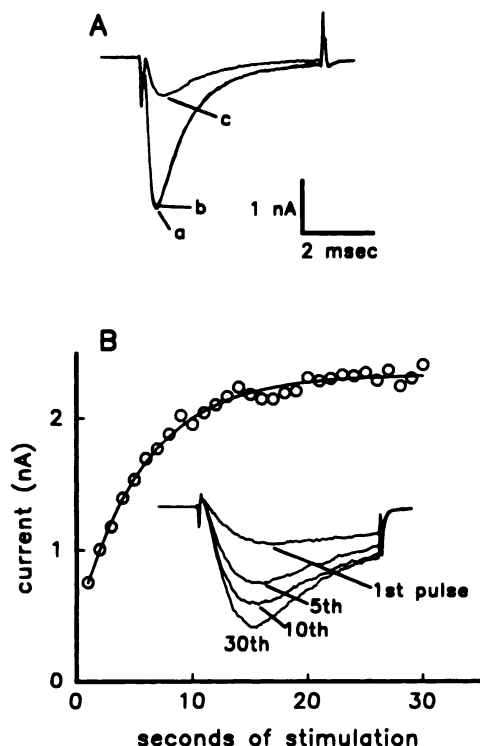 A
c
b
a
1 nA
2 msec
B
current (nA)
2
1
0
1st pulse
5th
10th
30th
0 10 20 30
seconds of stimulation